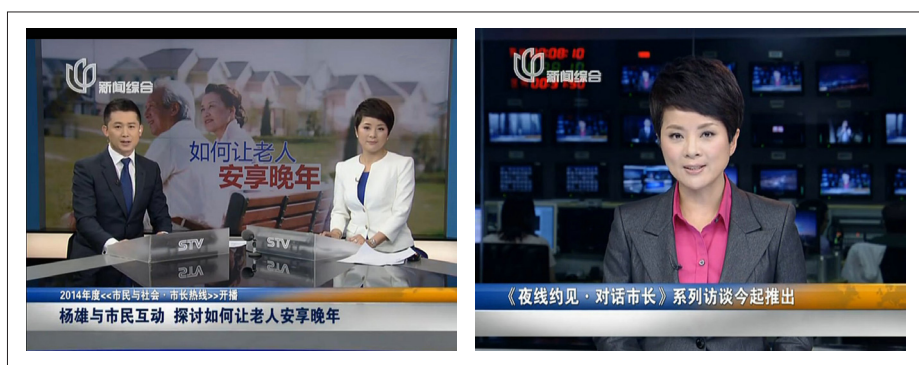 新闻综合
如何让老人
安享晚年
STV
STV
2014年度<<市民与社会·市长热线>>开播
杨雄与市民互动 探讨如何让老人安享晚年
新闻综合
《夜线约见·对话市长》系列访谈今起推出